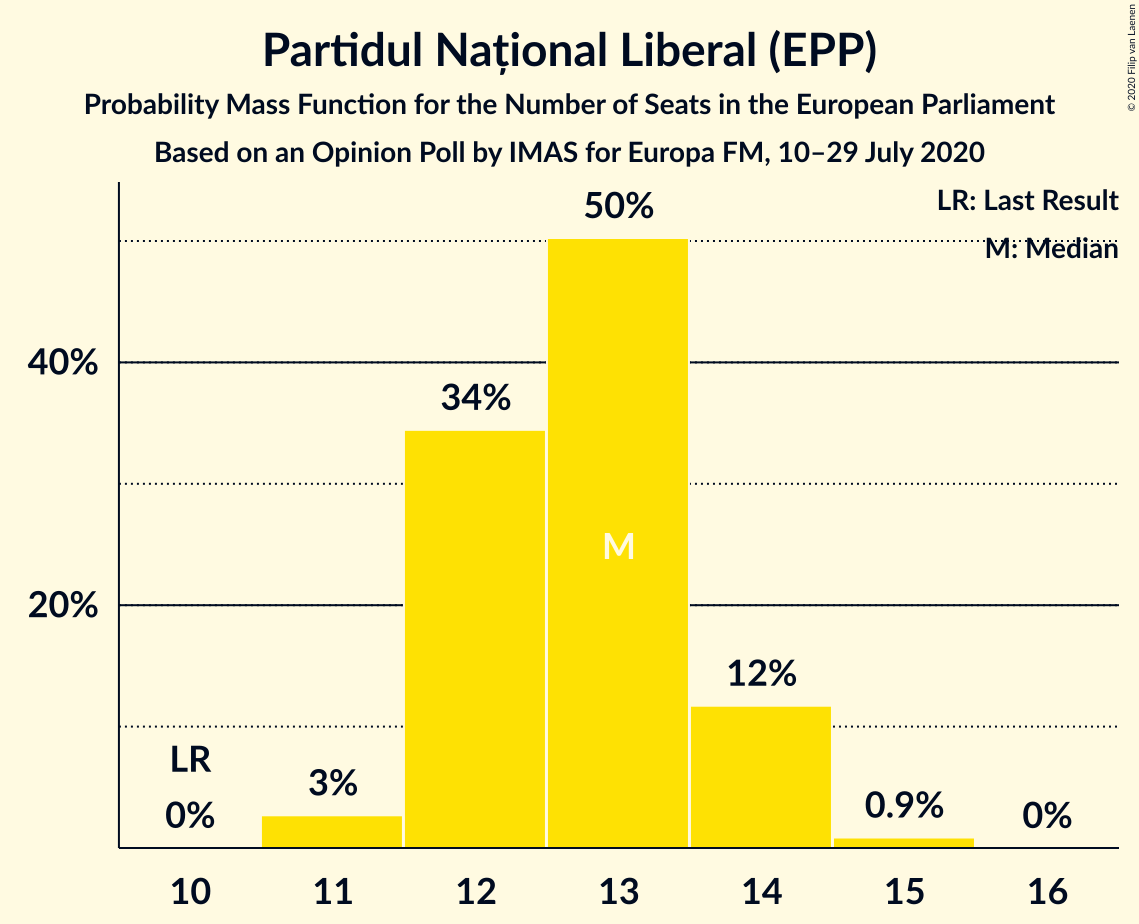 Partidul Național Liberal (EPP)
Probability Mass Function for the Number of Seats in the European Parliament
Based on an Opinion Poll by IMAS for Europa FM, 10–29 July 2020
© 2020 Filip van Laenen
LR: Last Result
M: Median
50%
40%
34%
M
20%
12%
LR
3%
0.9%
0%
0%
10 11 12 13 14 15 16